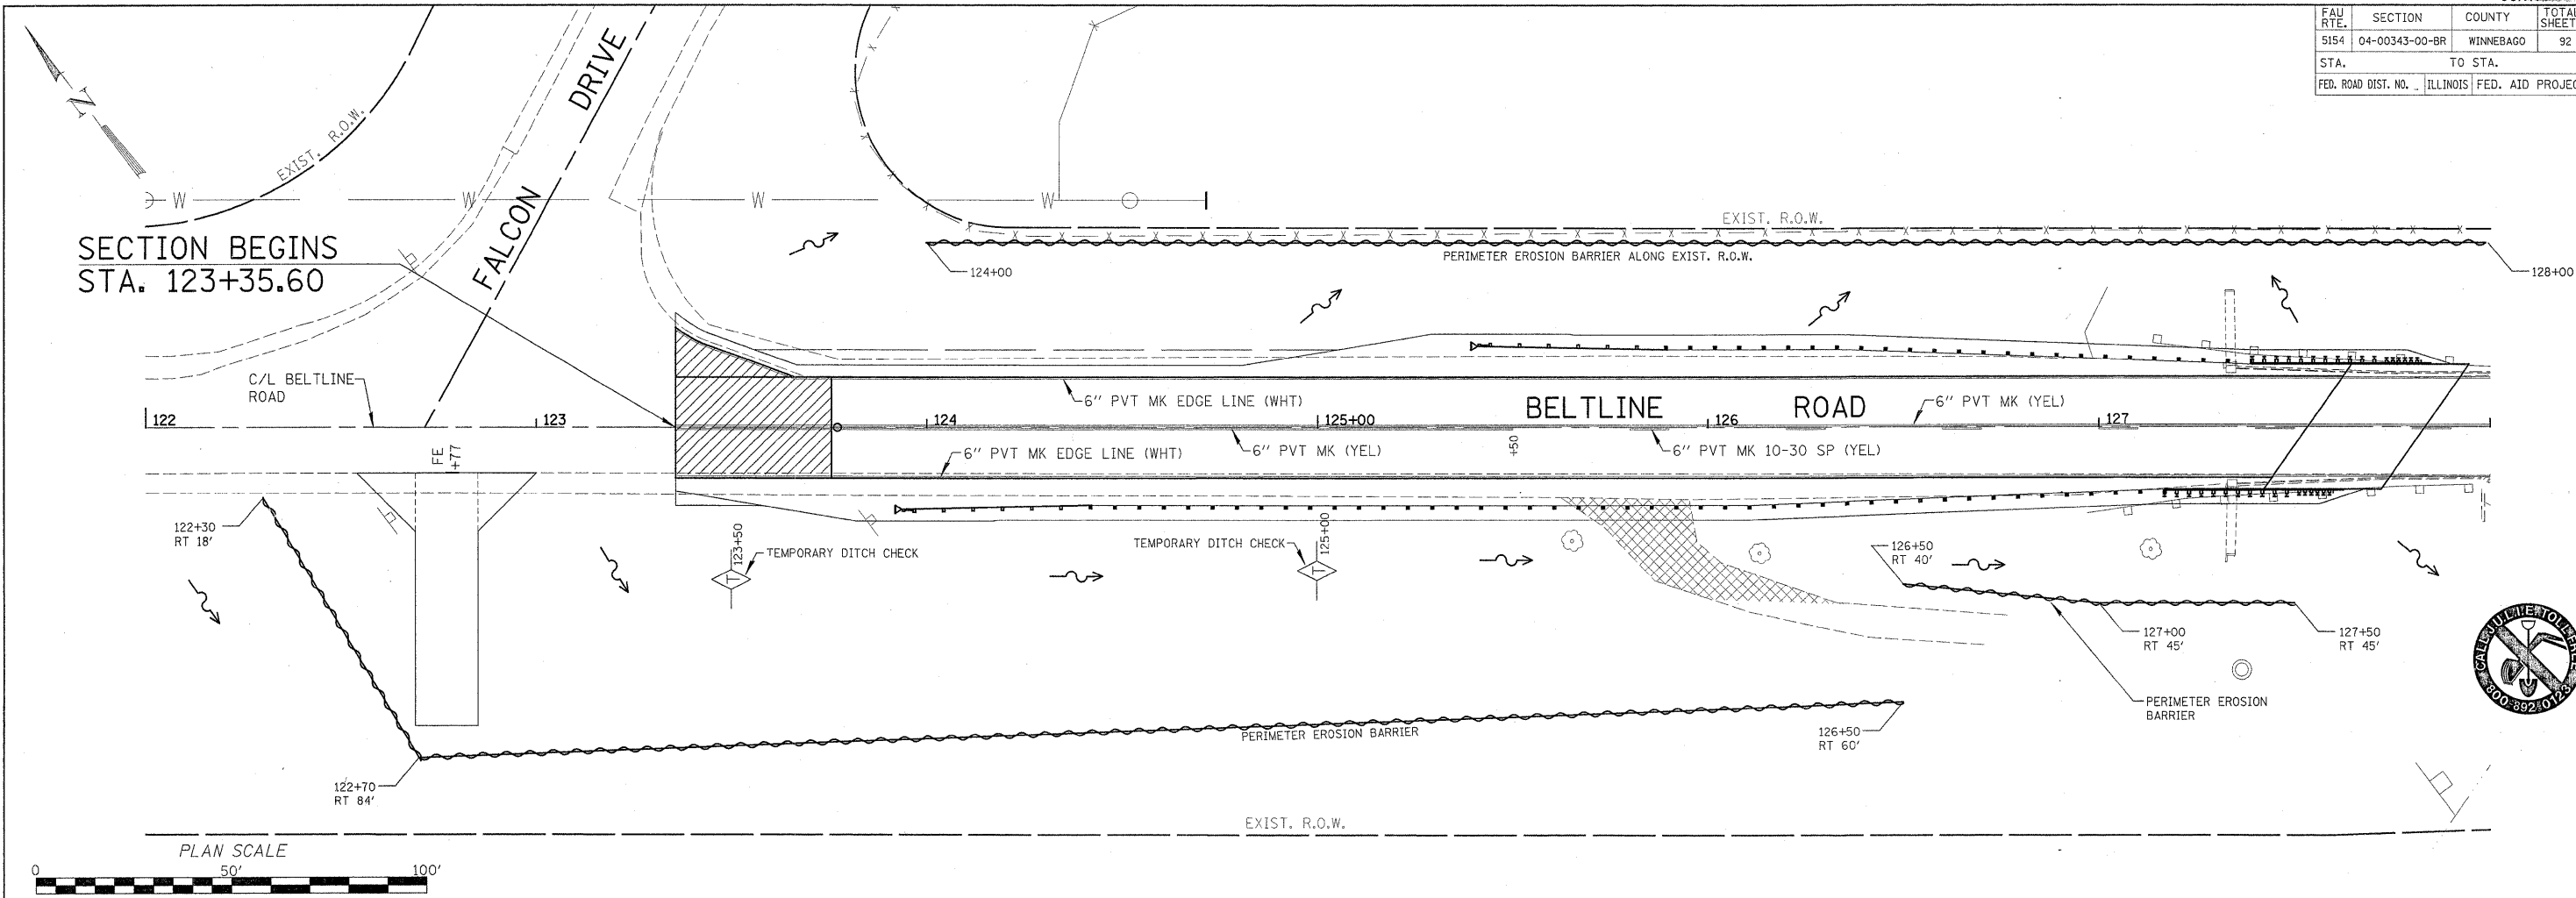 FAU RTE. SECTION COUNTY
5154 04-00343-00-BR WINNEBAGO 92
STA. TO STA.
FED. ROAD DIST. NO. ILLINOIS FED. AID
N
EXIST. R.O.W.
FALCON DRIVE
W W W W
SECTION BEGINS
STA. 123+35.60
EXIST. R.O.W.
PERIMETER EROSION BARRIER ALONG EXIST. R.O.W.
124+00
128+00
C/L BELTLINE
ROAD
6" PVT MK EDGE LINE (WHT)
BELTLINE ROAD
6" PVT MK (YEL)
122 123 124 125+00 126 127
FE
+77
6" PVT MK EDGE LINE (WHT)
6" PVT MK (YEL)
+50
6" PVT MK 10-30 SP (YEL)
122+30
RT 18'
123+50
T
TEMPORARY DITCH CHECK
TEMPORARY DITCH CHECK
125+00
T
126+50
RT 40'
127+00
RT 45'
127+50
RT 45'
PERIMETER EROSION
BARRIER
PERIMETER EROSION BARRIER
126+50
RT 60'
122+70
RT 84'
CALL J.U.L.I.E. TOLL FREE
800-892-0123
EXIST. R.O.W.
PLAN SCALE
0 50' 100'